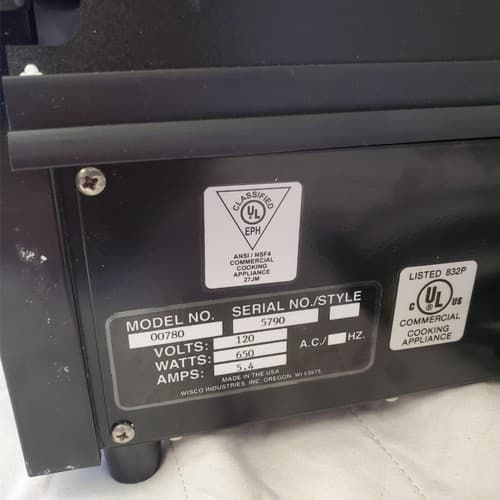 CLASSIFIED
UL
EPH
ANSI / NSF4
COMMERCIAL
COOKING
APPLIANCE
27JM
LISTED 832P
C UL US
COMMERCIAL
COOKING
APPLIANCE
MODEL NO. SERIAL NO./STYLE
00780 5790
VOLTS: 120 A.C./ HZ.
WATTS: 650
AMPS: 5.4
MADE IN THE USA
WISCO INDUSTRIES, INC. OREGON, WI 53575